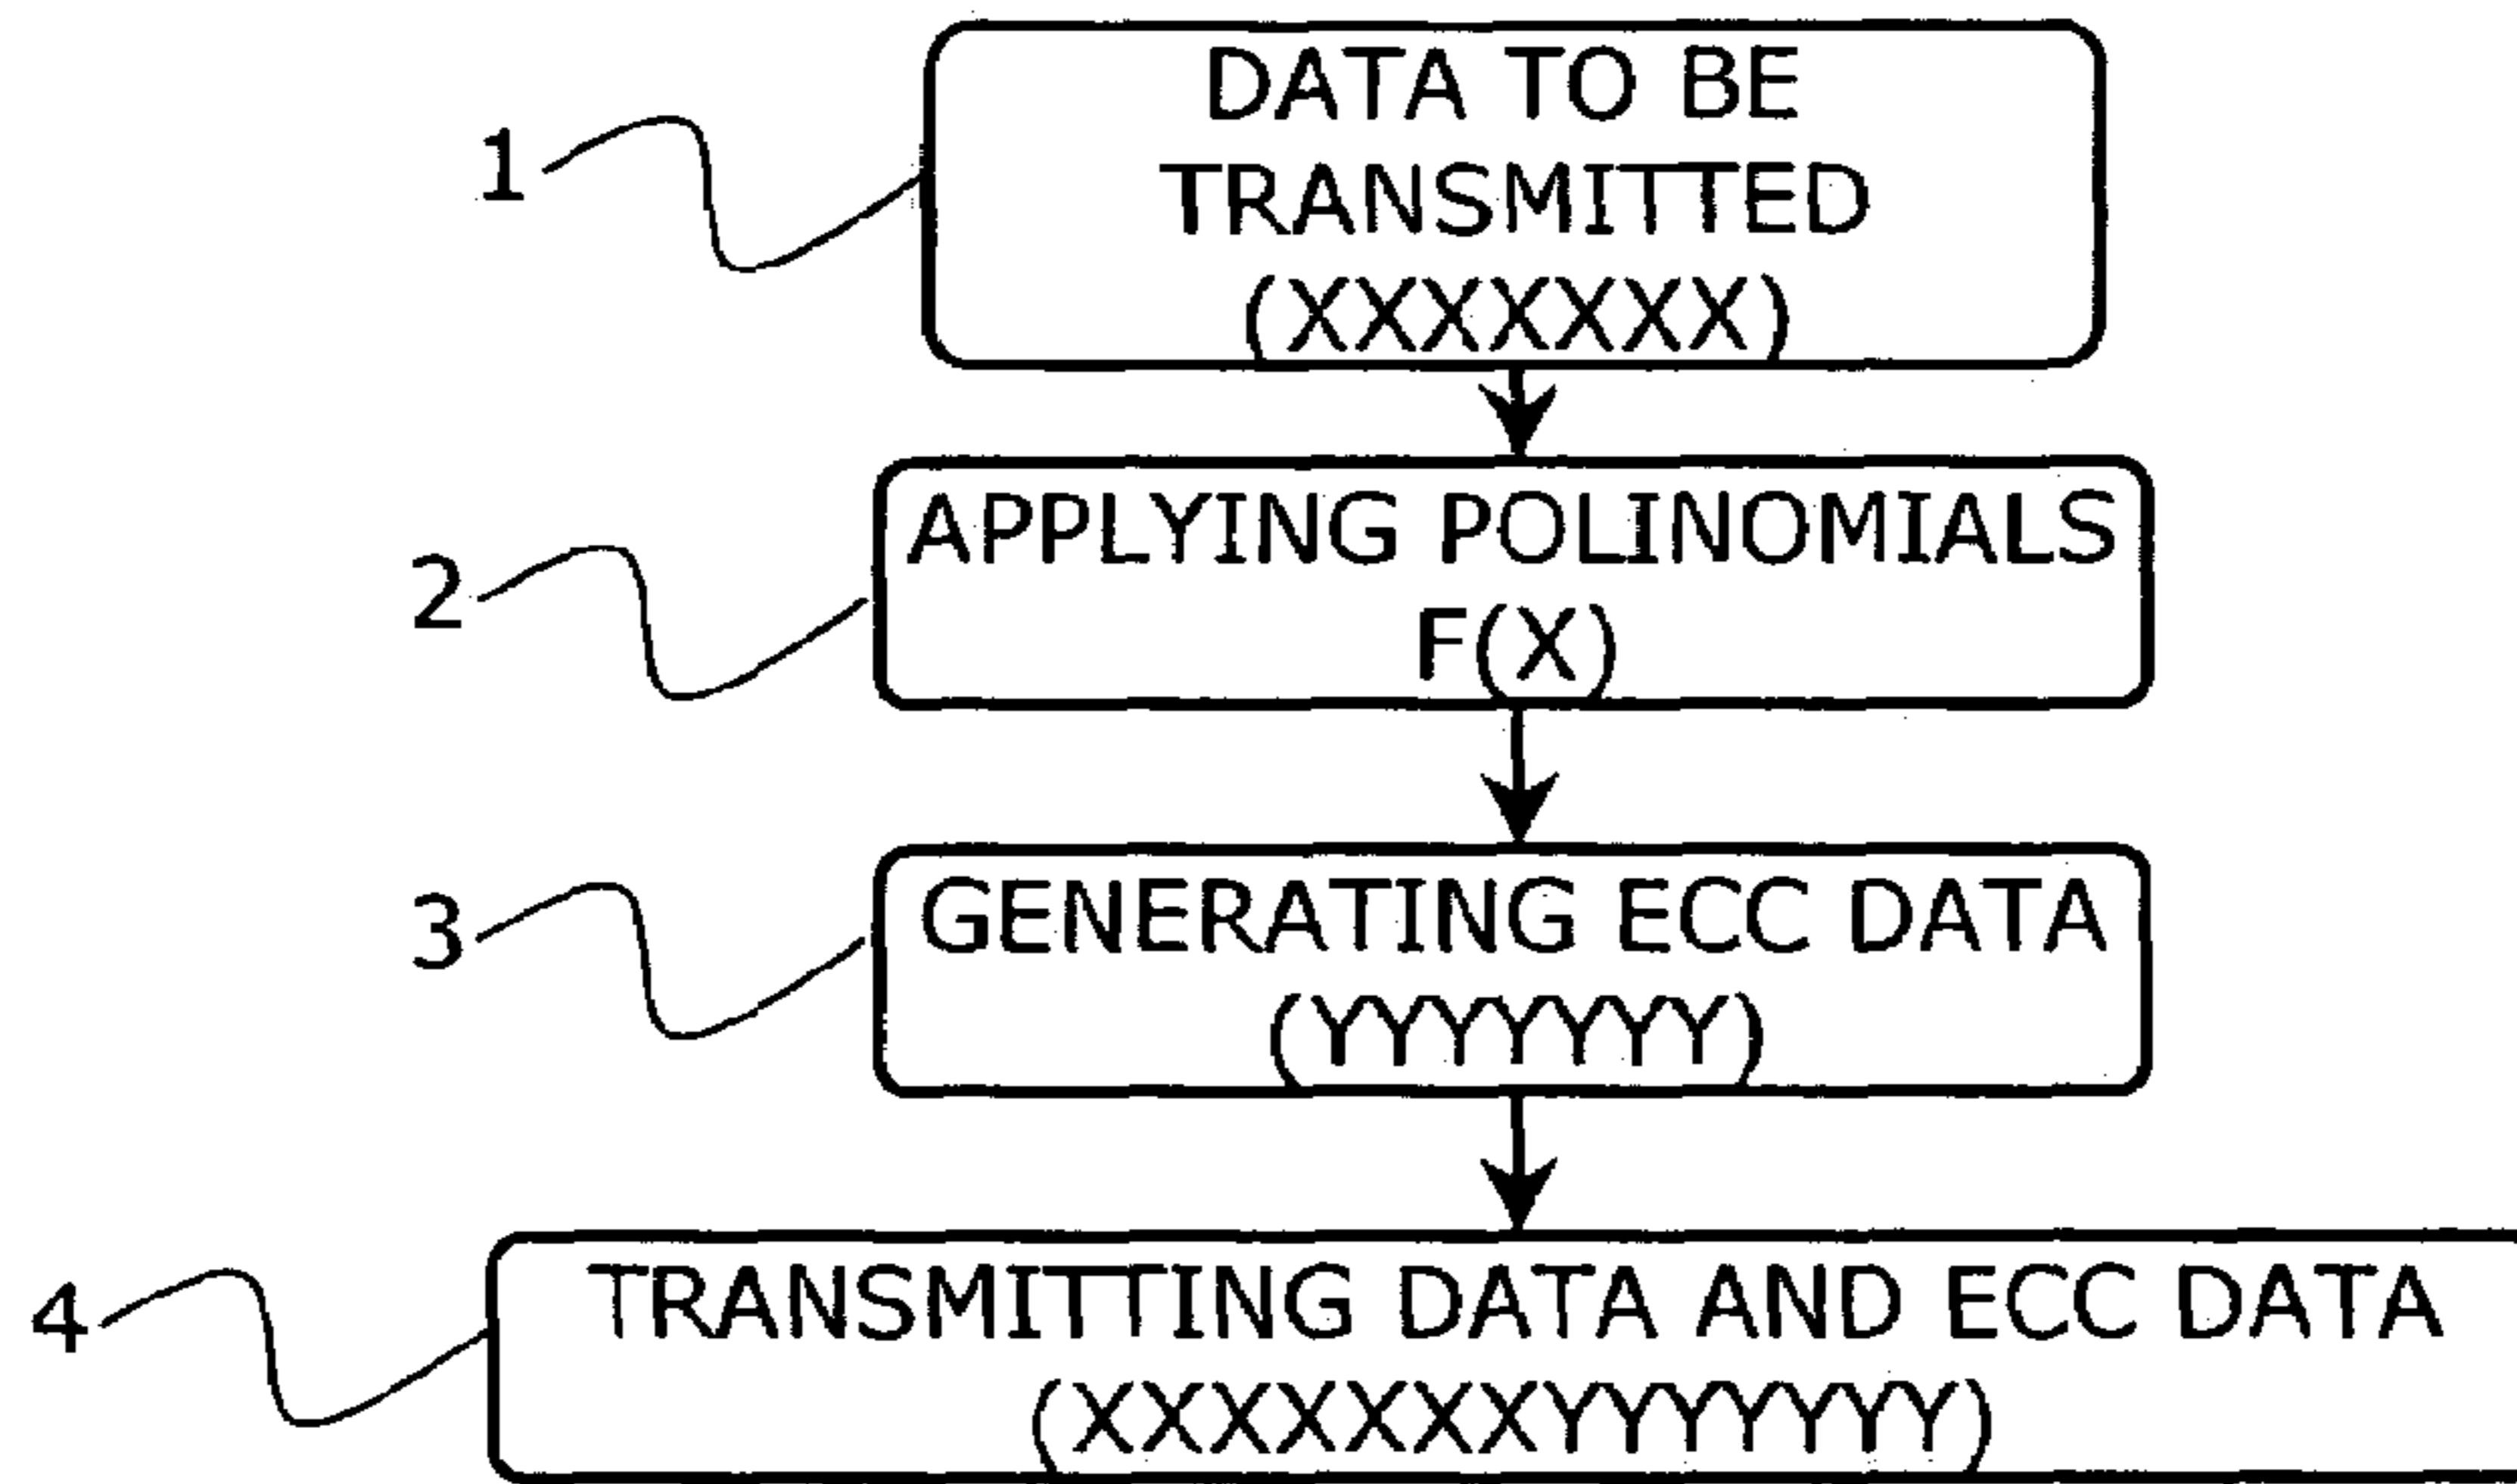 1
DATA TO BE
TRANSMITTED
(XXXXXXX)
2
APPLYING POLINOMIALS
F(X)
3
GENERATING ECC DATA
(YYYYYYY)
4
TRANSMITTING DATA AND ECC DATA
(XXXXXXXYYYYYYY)